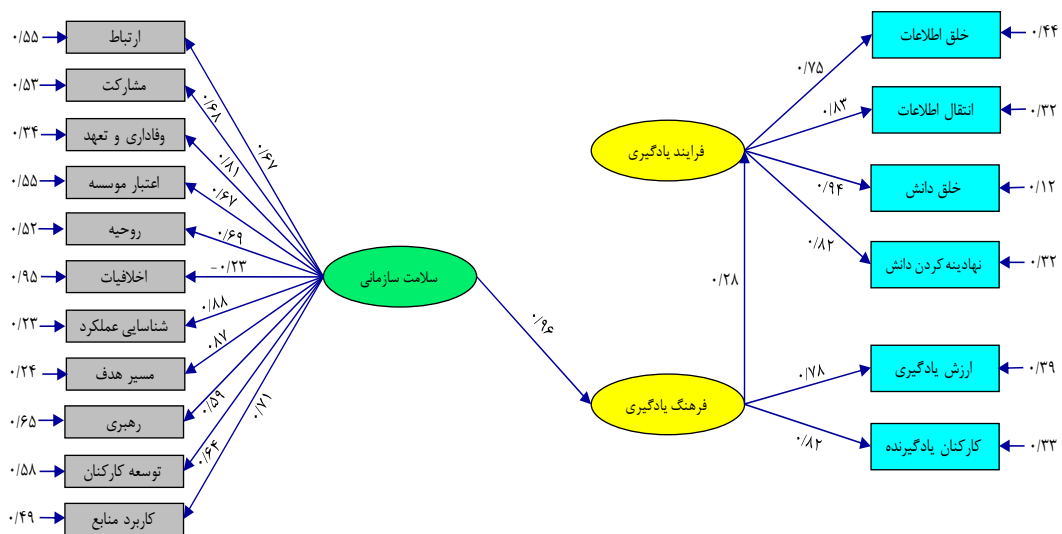 ۰/۵۵
ارتباط
۰/۶۷
۰/۵۳
مشارکت
۰/۶۸
۰/۳۴
وفاداری و تعهد
۰/۸۱
۰/۵۵
اعتبار موسسه
۰/۶۷
۰/۵۲
روحیه
۰/۶۹
۰/۹۵
اخلاقیات
-۰/۲۳
۰/۲۳
شناسایی عملکرد
۰/۸۸
۰/۲۴
مسیر هدف
۰۸۷
۰/۶۵
رهبری
۰/۵۹
۰/۵۸
توسعه کارکنان
۰/۶۴
۰/۴۹
کاربرد منابع
۰/۷۱
سلامت سازمانی
۰/۹۶
فرایند یادگیری
۰/۲۸
فرهنگ یادگیری
۰/۷۵
خلق اطلاعات
۰/۴۴
۰/۸۳
انتقال اطلاعات
۰/۳۲
۰/۹۴
خلق دانش
۰/۱۲
۰/۸۲
نهادینه کردن دانش
۰/۳۲
۰/۷۸
ارزش یادگیری
۰/۳۹
۰/۸۲
کارکنان یادگیرنده
۰/۳۳